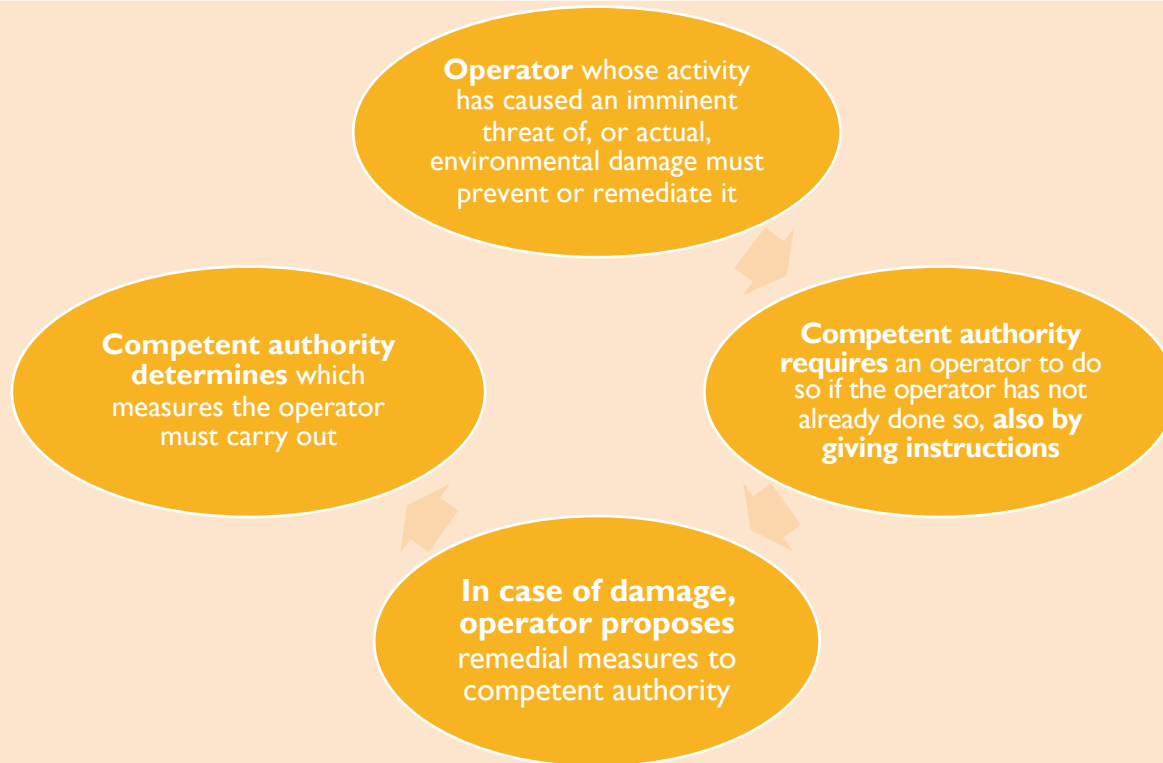 Operator whose activity
has caused an imminent
threat of, or actual,
environmental damage must
prevent or remediate it
Competent authority
requires an operator to do
so if the operator has not
already done so, also by
giving instructions
In case of damage,
operator proposes
remedial measures to
competent authority
Competent authority
determines which
measures the operator
must carry out